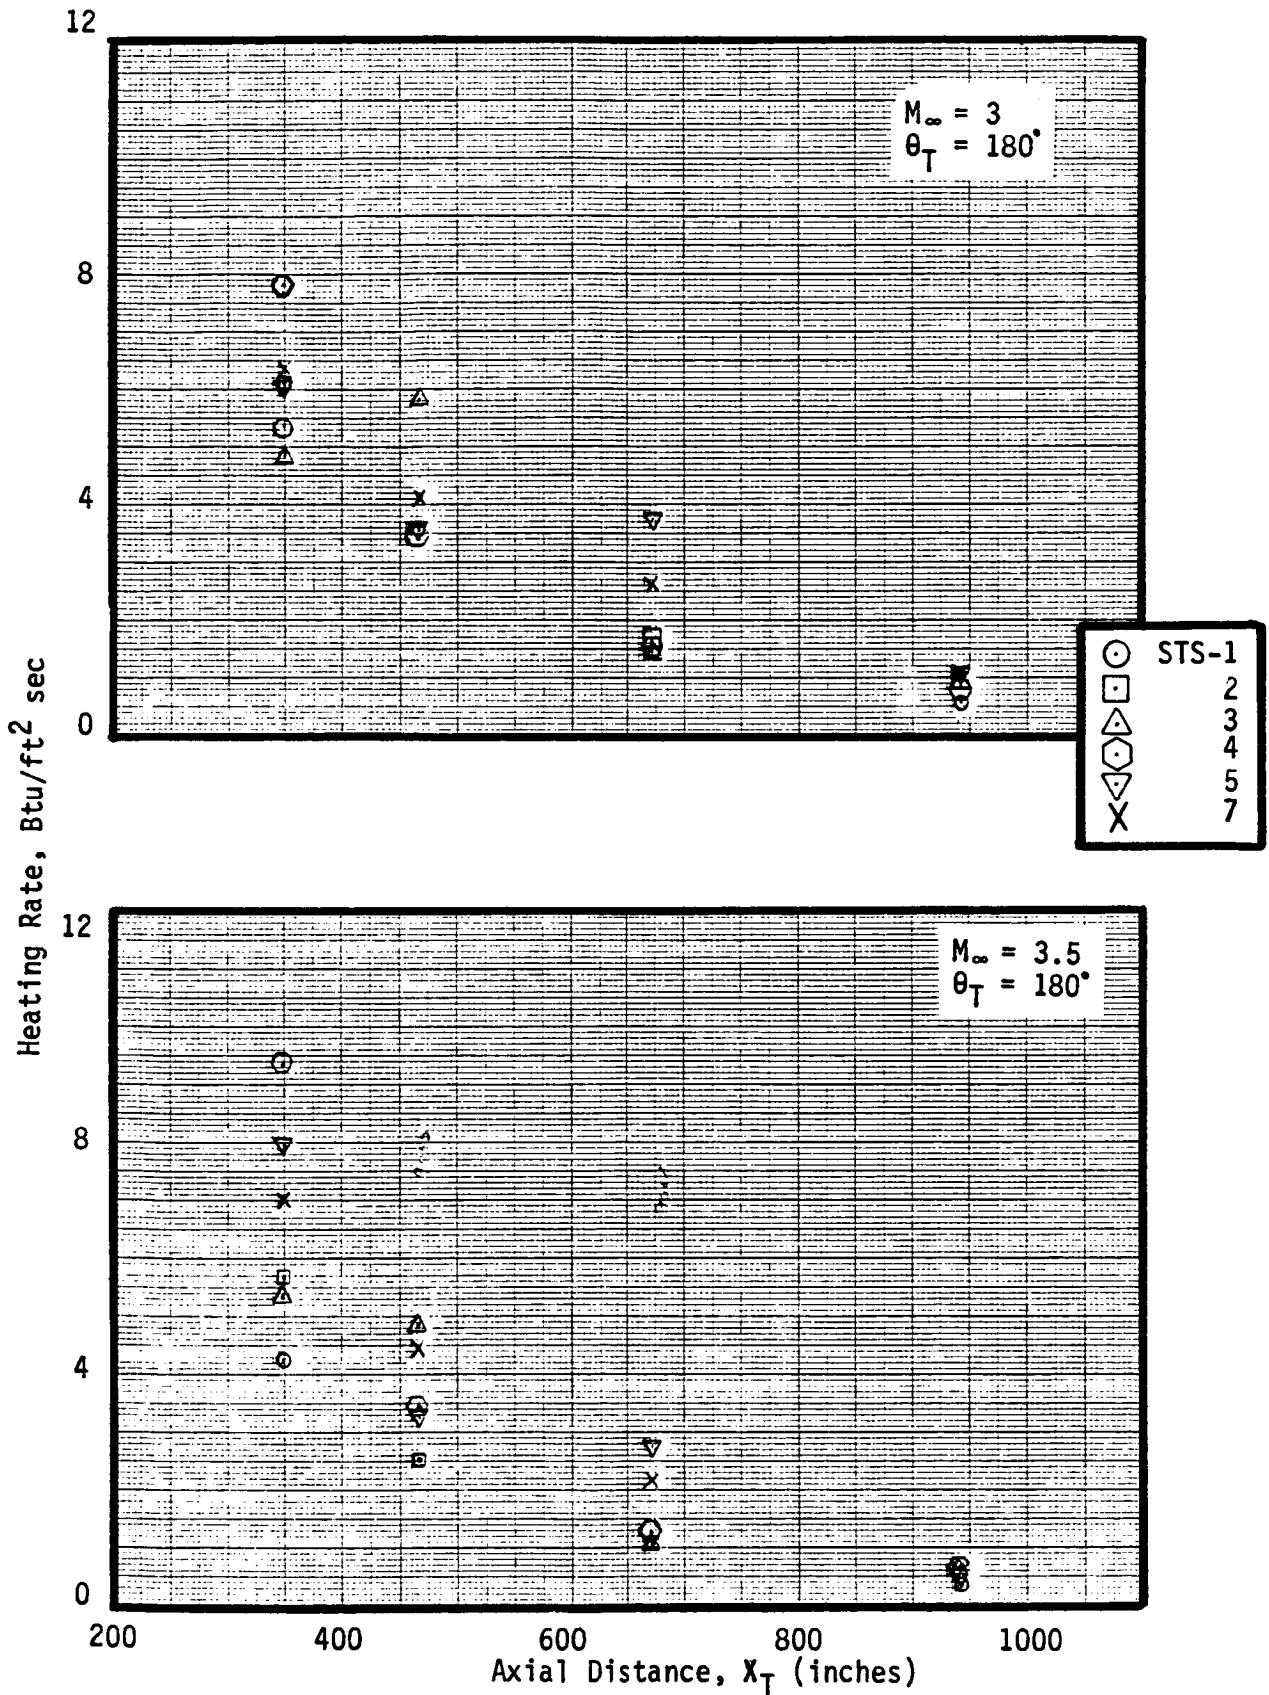 12
M∞ = 3
θT = 180°
8
4
0
STS-1
2
3
4
5
7
Heating Rate, Btu/ft2 sec
12
M∞ = 3.5
θT = 180°
8
4
0
200 400 600 800 1000
Axial Distance, XT (inches)